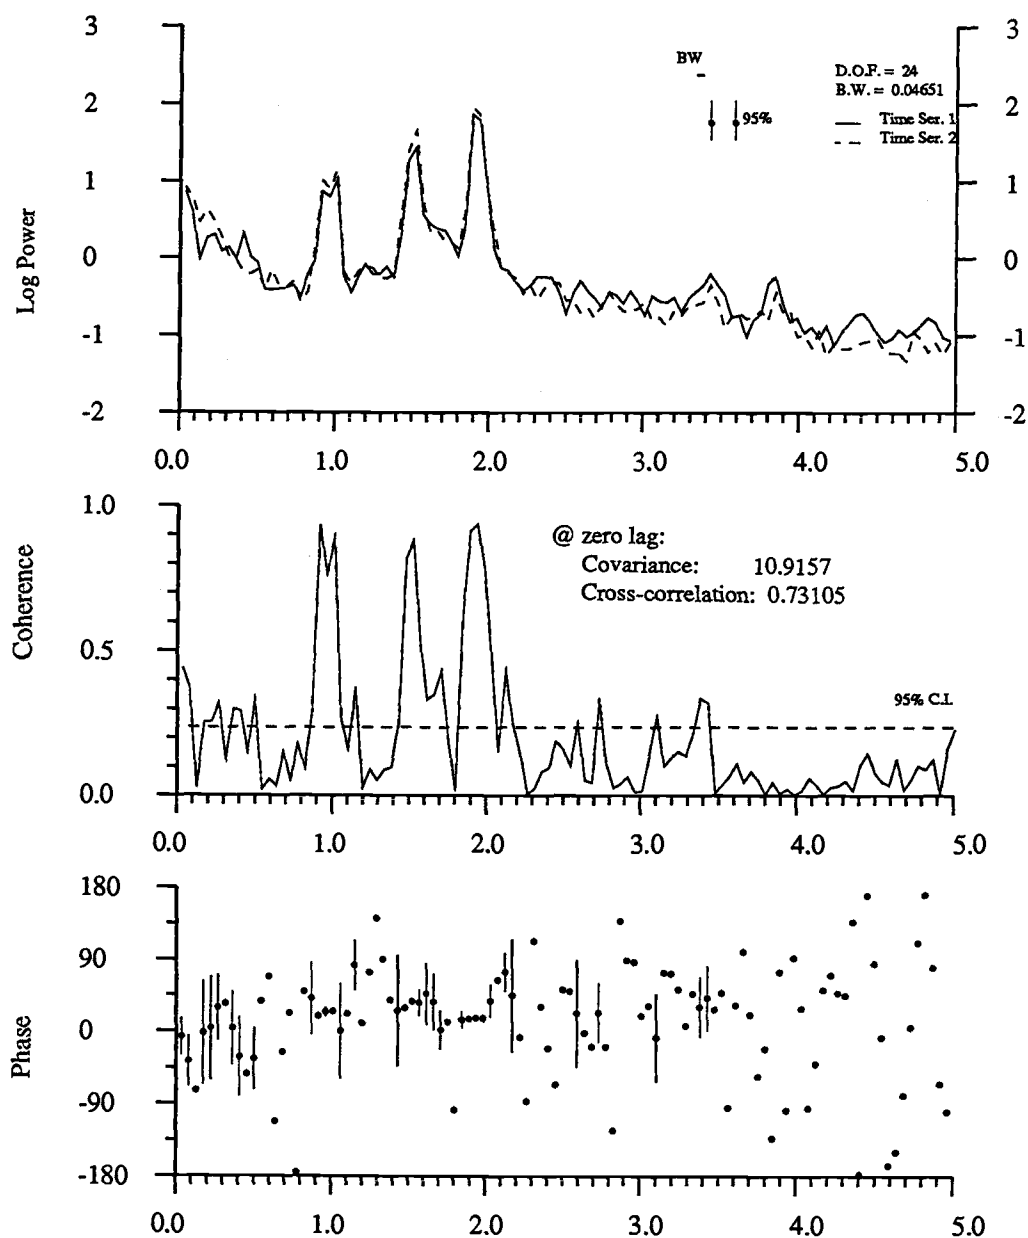 3
2
1
0
-1
-2
Log Power
BW
95%
D.O.F. = 24
B.W. = 0.04651
Time Ser. 1
Time Ser. 2
3
2
1
0
-1
-2
0.0 1.0 2.0 3.0 4.0 5.0
1.0
0.5
0.0
Coherence
@ zero lag:
Covariance: 10.9157
Cross-correlation: 0.73105
95% C.I.
0.0 1.0 2.0 3.0 4.0 5.0
180
90
0
-90
-180
Phase
0.0 1.0 2.0 3.0 4.0 5.0